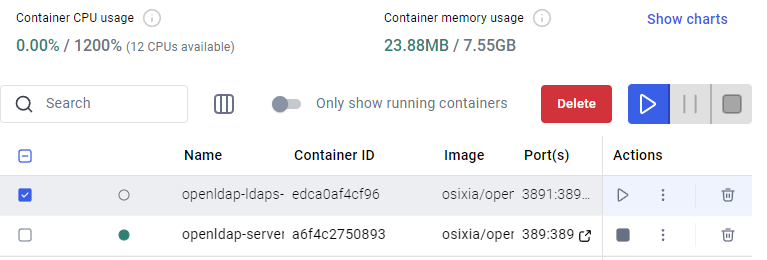 Container CPU usage
Container memory usage
Show charts
0.00% / 1200% (12 CPUs available)
23.88MB / 7.55GB
Search
Only show running containers
Delete
Name Container ID Image Port(s) Actions
openldap-ldaps- edca0af4cf96 osixia/oper 3891:389...
openldap-server a6f4c2750893 osixia/oper 389:389